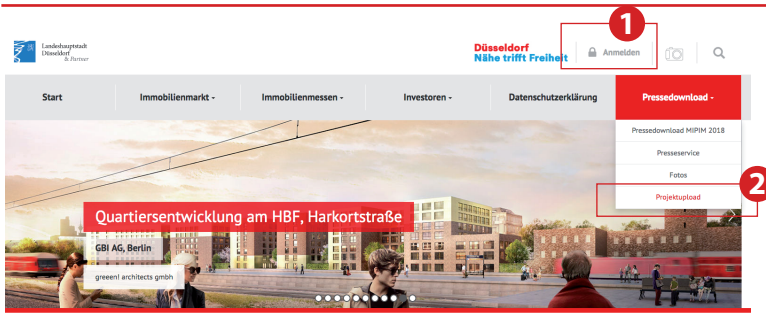 1
Landeshauptstadt
Düsseldorf
& Partner
Düsseldorf
Nähe trifft Freiheit
Anmelden
Start
Immobilienmarkt -
Immobilienmessen -
Investoren -
Datenschutzerklärung
Pressedownload -
Pressedownload MIPIM 2018
Presseservice
Fotos
Projektupload
2
Quartiersentwicklung am HBF, Harkortstraße
GBI AG, Berlin
greeen! architects gmbh